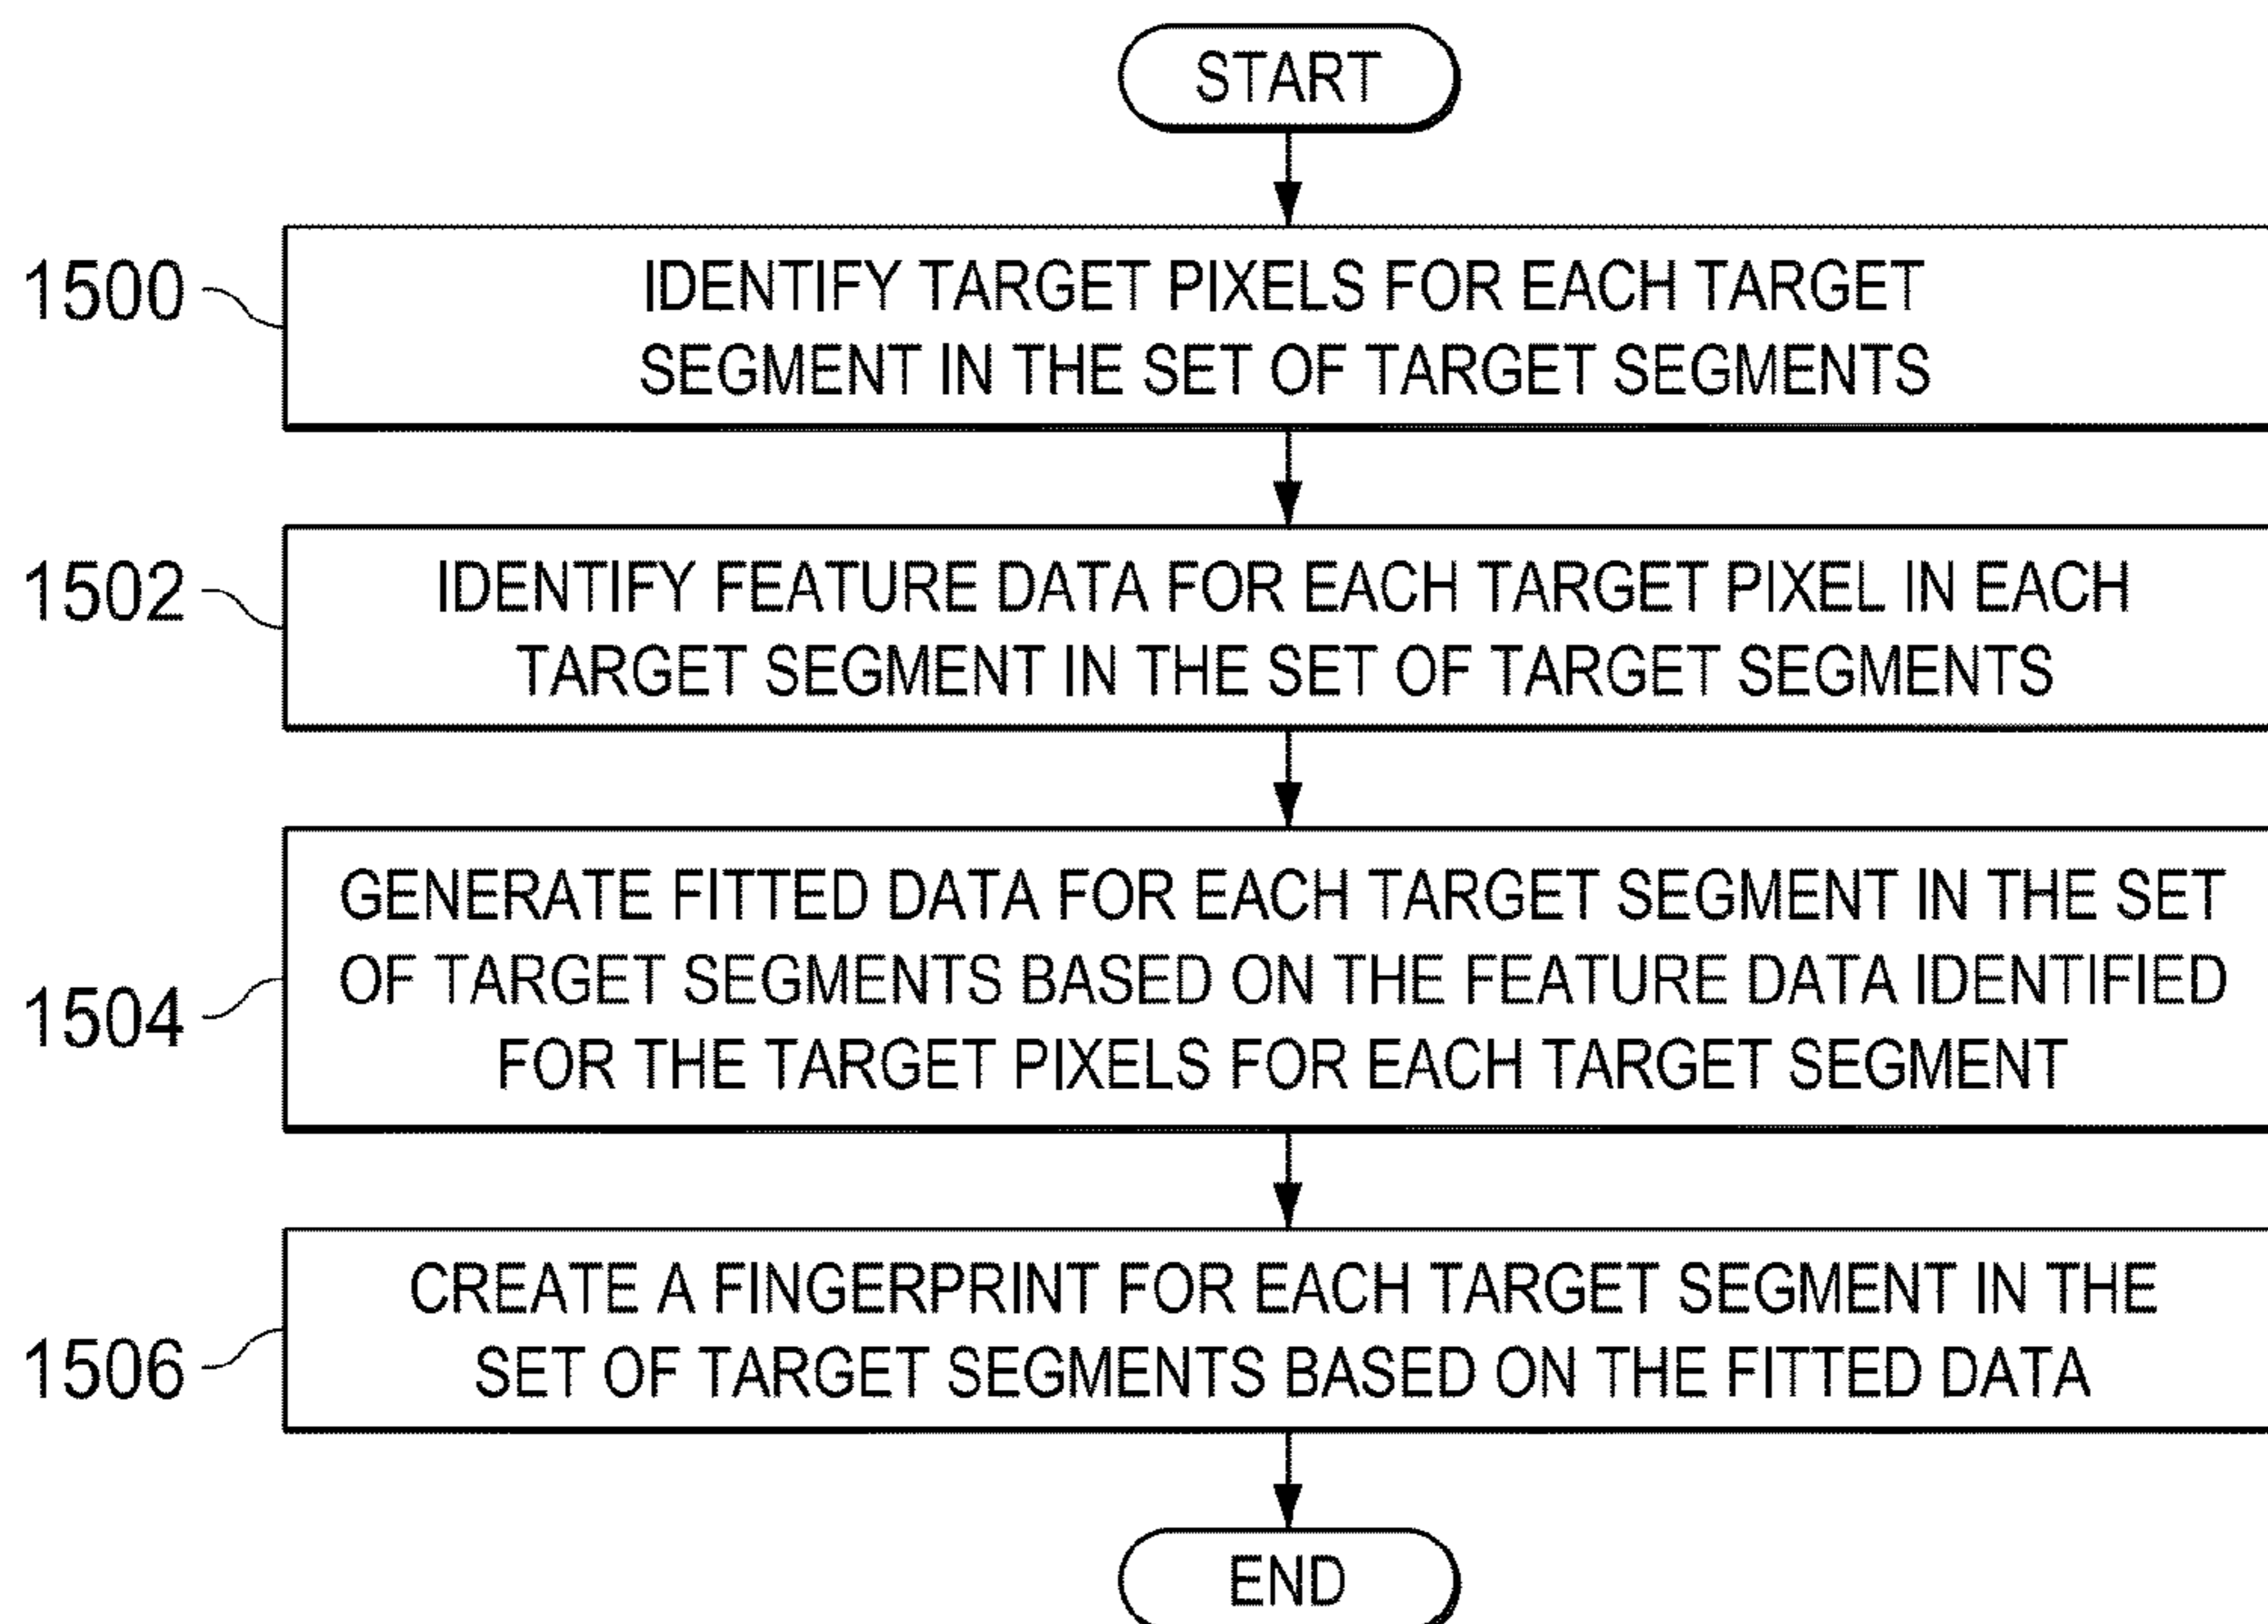 START
1500
IDENTIFY TARGET PIXELS FOR EACH TARGET
SEGMENT IN THE SET OF TARGET SEGMENTS
1502
IDENTIFY FEATURE DATA FOR EACH TARGET PIXEL IN EACH
TARGET SEGMENT IN THE SET OF TARGET SEGMENTS
1504
GENERATE FITTED DATA FOR EACH TARGET SEGMENT IN THE SET
OF TARGET SEGMENTS BASED ON THE FEATURE DATA IDENTIFIED
FOR THE TARGET PIXELS FOR EACH TARGET SEGMENT
1506
CREATE A FINGERPRINT FOR EACH TARGET SEGMENT IN THE
SET OF TARGET SEGMENTS BASED ON THE FITTED DATA
END